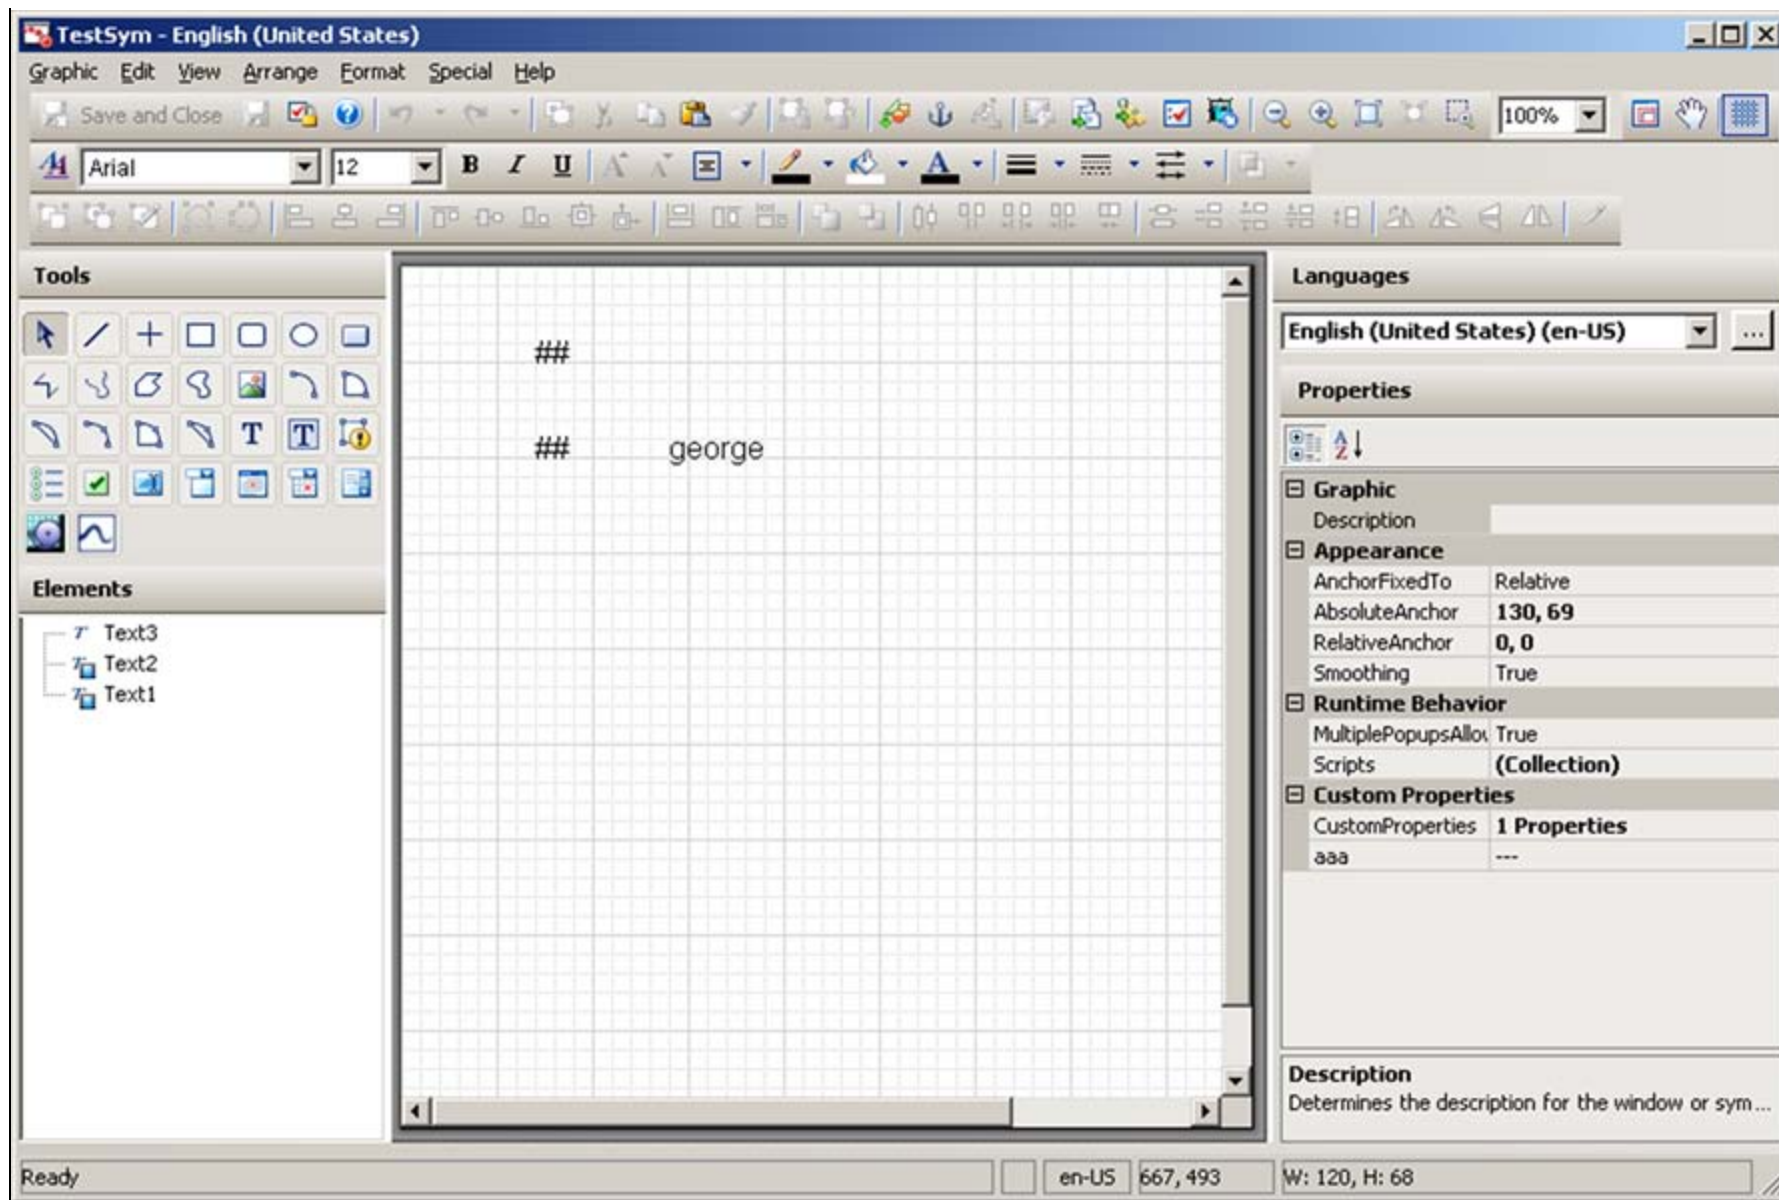 TestSym - English (United States)
Graphic Edit View Arrange Format Special Help
Save and Close 100%
Arial 12 B I U A A A
Tools
T T
Elements
Text3
Text2
Text1
##
## george
Languages
English (United States) (en-US) ...
Properties
Graphic
Description
Appearance
AnchorFixedTo Relative
AbsoluteAnchor 130, 69
RelativeAnchor 0, 0
Smoothing True
Runtime Behavior
MultiplePopupsAllo True
Scripts (Collection)
Custom Properties
CustomProperties 1 Properties
aaa ---
Description
Determines the description for the window or sym...
Ready en-US 667, 493 W: 120, H: 68